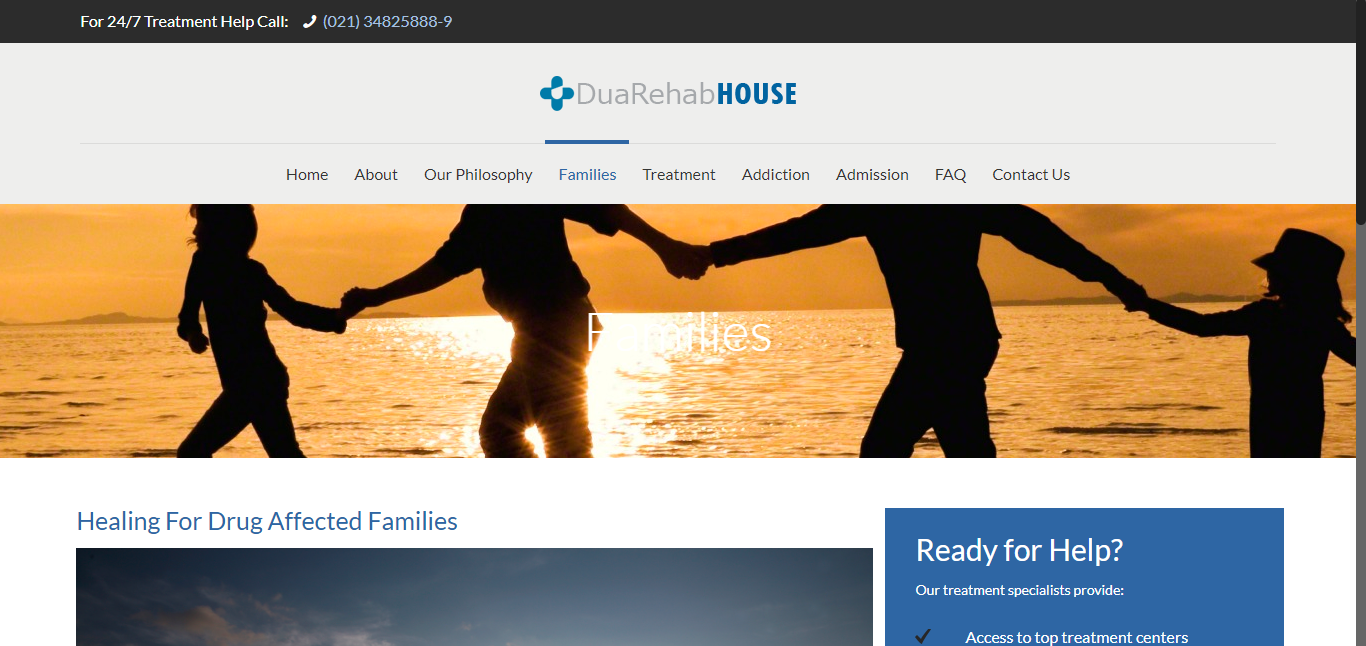 For 24/7 Treatment Help Call: (021) 34825888-9
DuaRehabHOUSE
Home About Our Philosophy Families Treatment Addiction Admission FAQ Contact Us
Families
Healing For Drug Affected Families
Ready for Help?
Our treatment specialists provide:
Access to top treatment centers